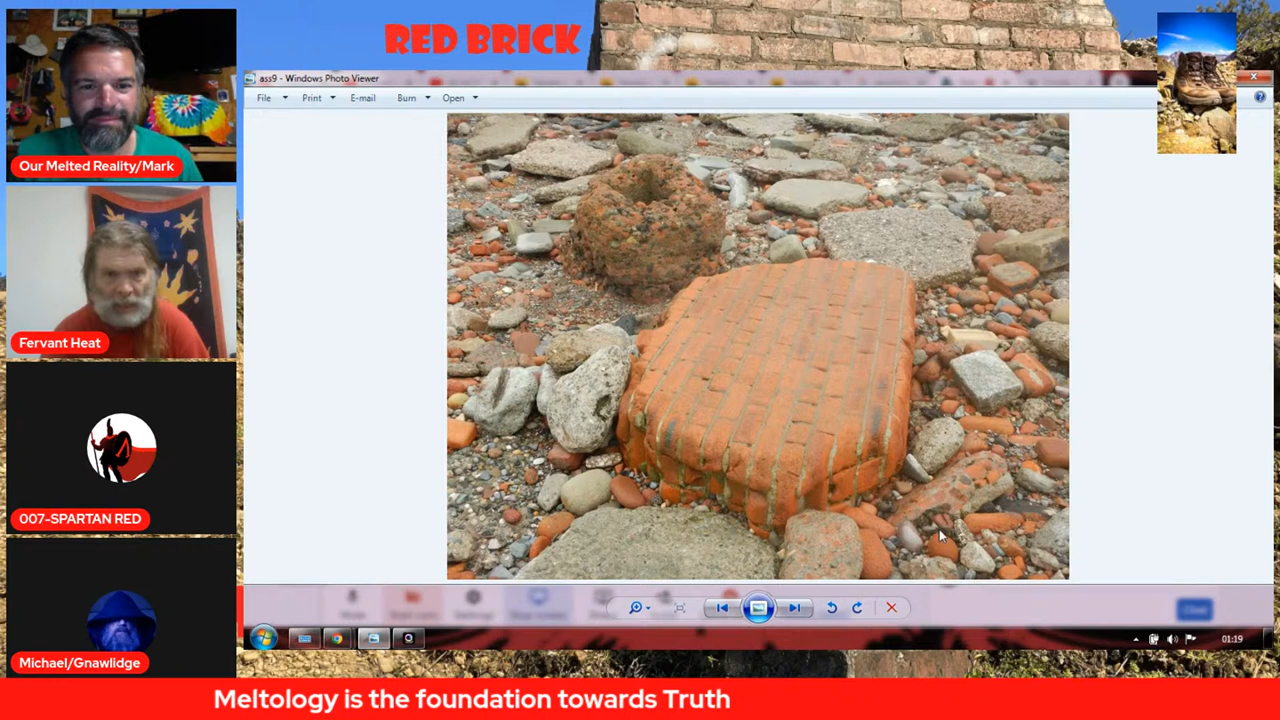 RED BRICK
Our Melted Reality/Mark
ass9 - Windows Photo Viewer
File Print E-mail Burn Open
Fervant Heat
007-SPARTAN RED
Michael/Gnawlidge
01:19
Meltology is the foundation towards Truth